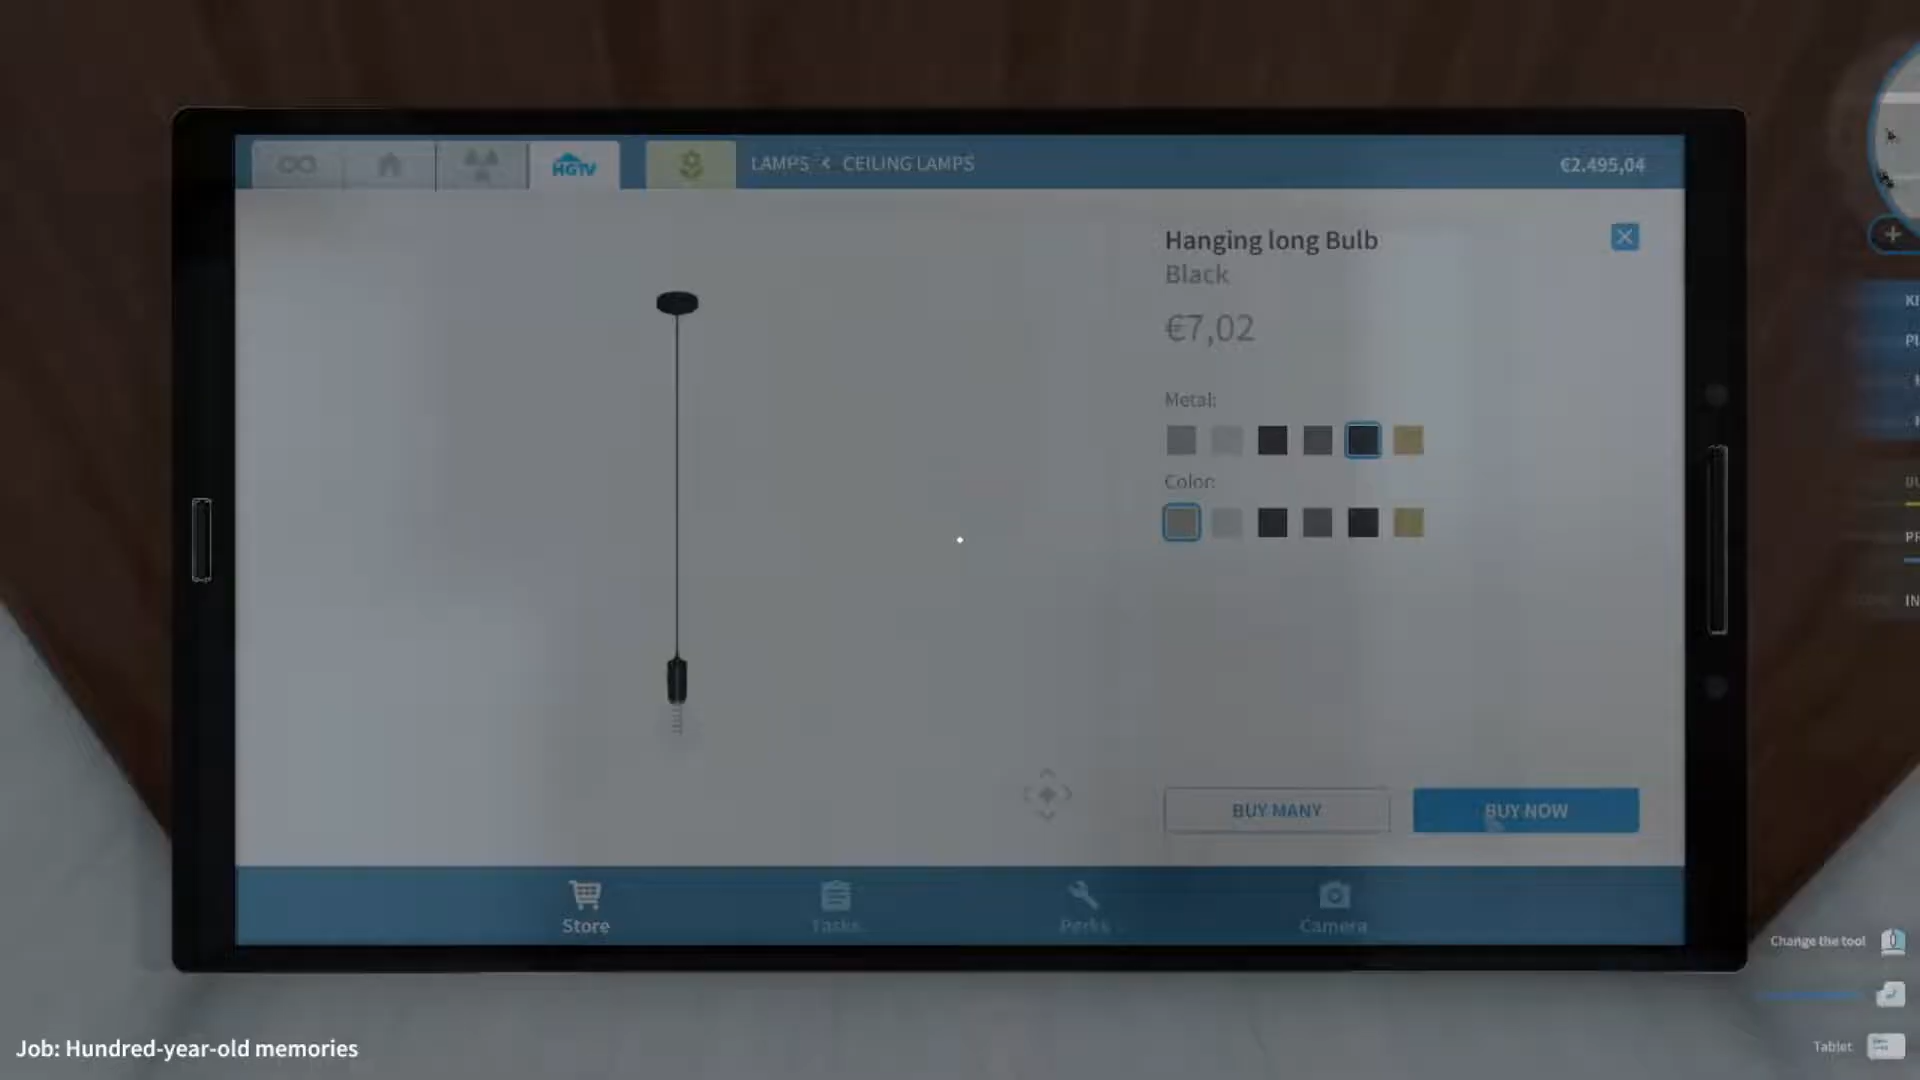 HGTV
LAMPS < CEILING LAMPS
€2.495,04
Hanging long Bulb
Black
€7,02
Metal:
Color:
BUY MANY
BUY NOW
Store
Tasks
Perks
Camera
Change the tool
Tablet
Job: Hundred-year-old memories